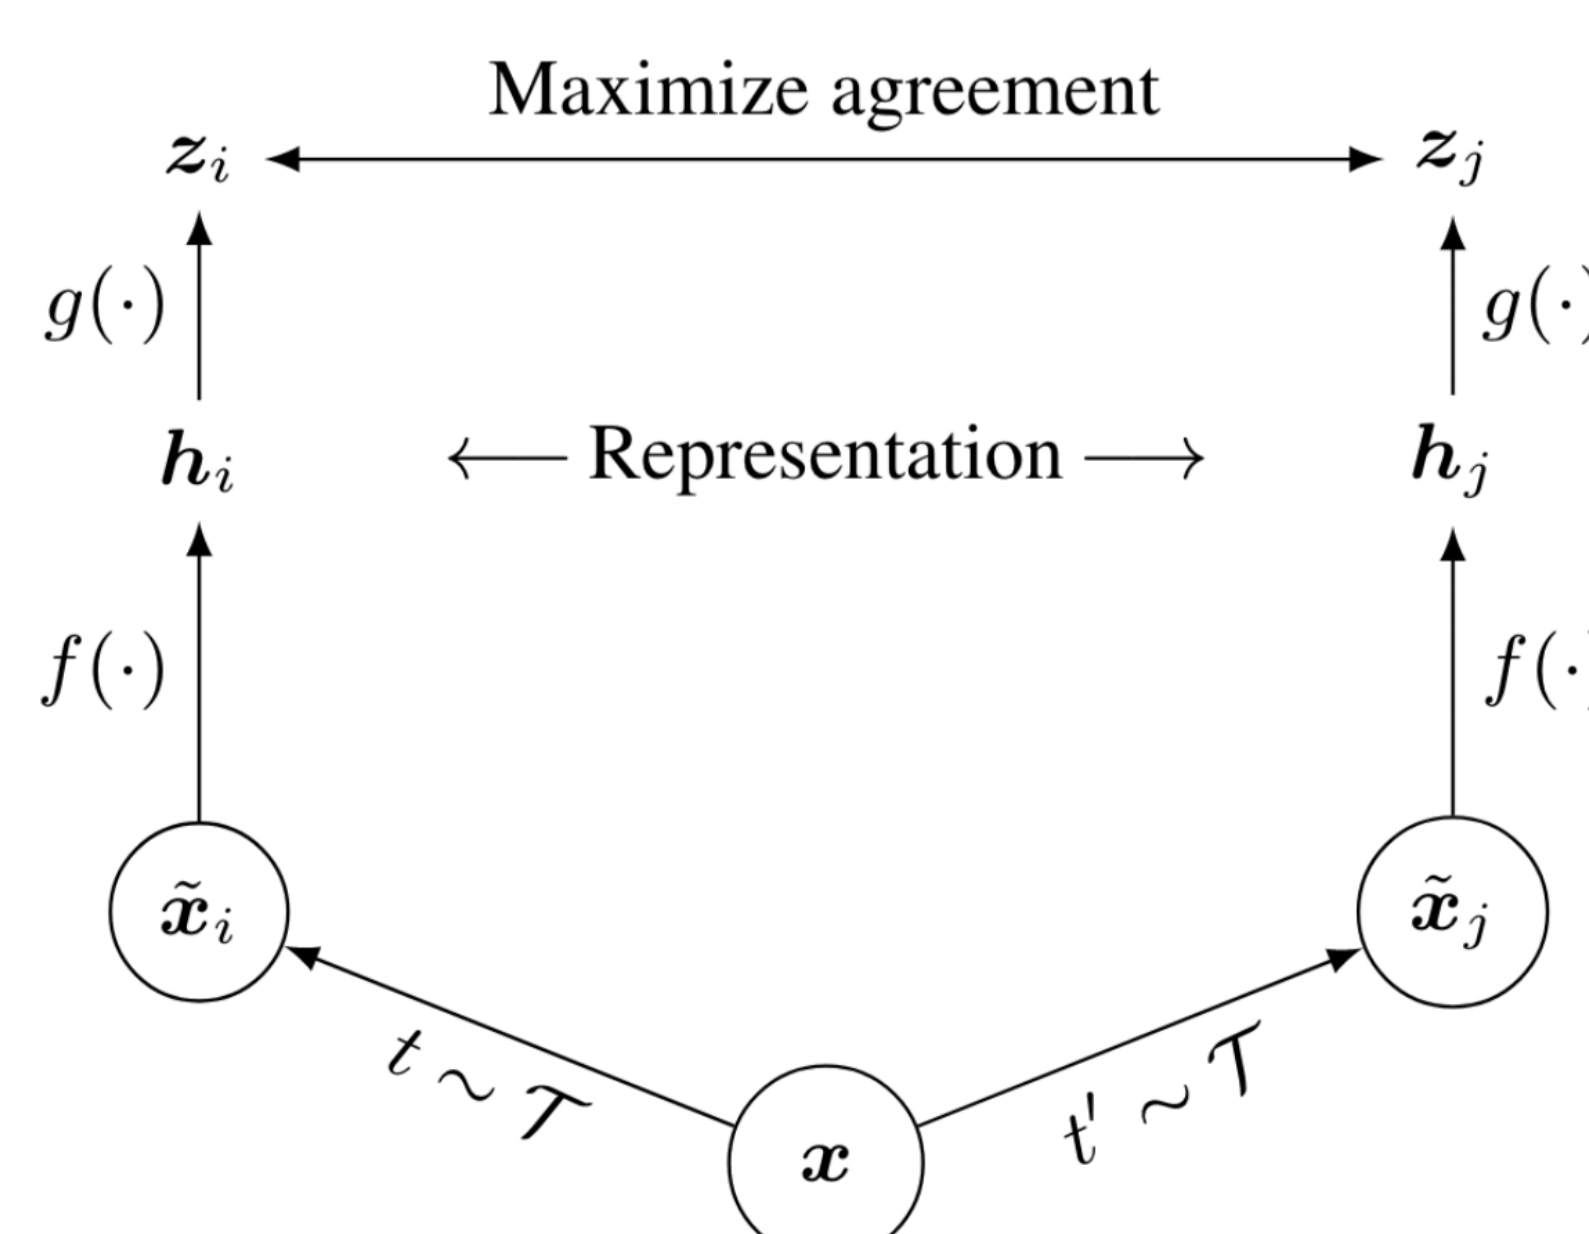 Maximize agreement
z_i z_j
g(·) g(·)
h_i ← Representation → h_j
f(·) f(·
x̃_i x̃_j
t ~ 𝒯 t' ~ 𝒯
x